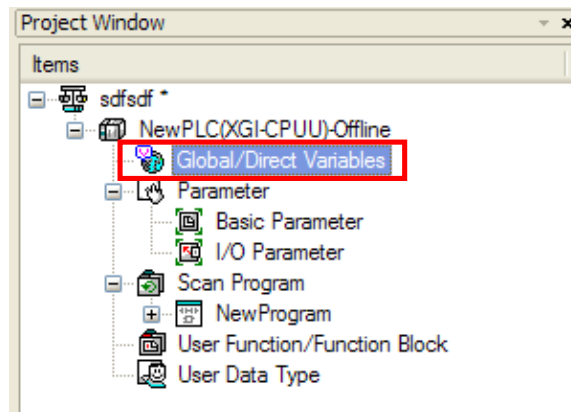 Project Window
Items
sdfsdf *
NewPLC(XGI-CPUU)-Offline
Global/Direct Variables
Parameter
Basic Parameter
I/O Parameter
Scan Program
NewProgram
User Function/Function Block
User Data Type